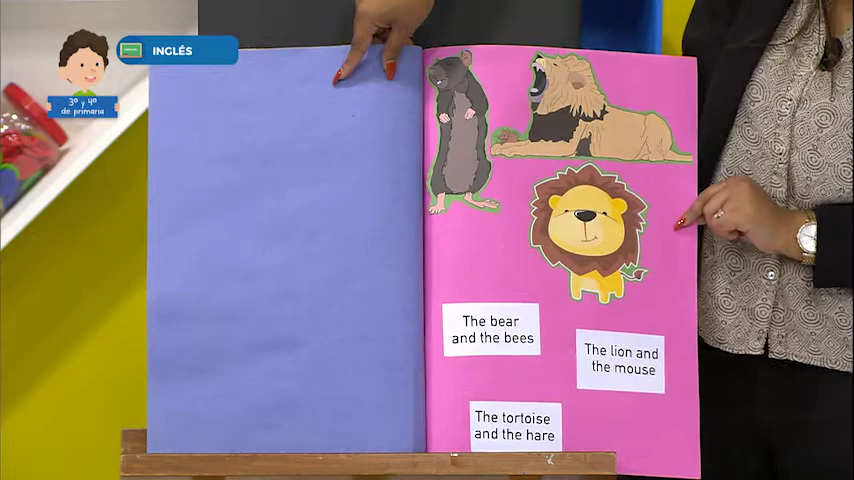 INGLÉS
3º y 4º
de primaria
The bear
and the bees
The lion and
the mouse
The tortoise
and the hare